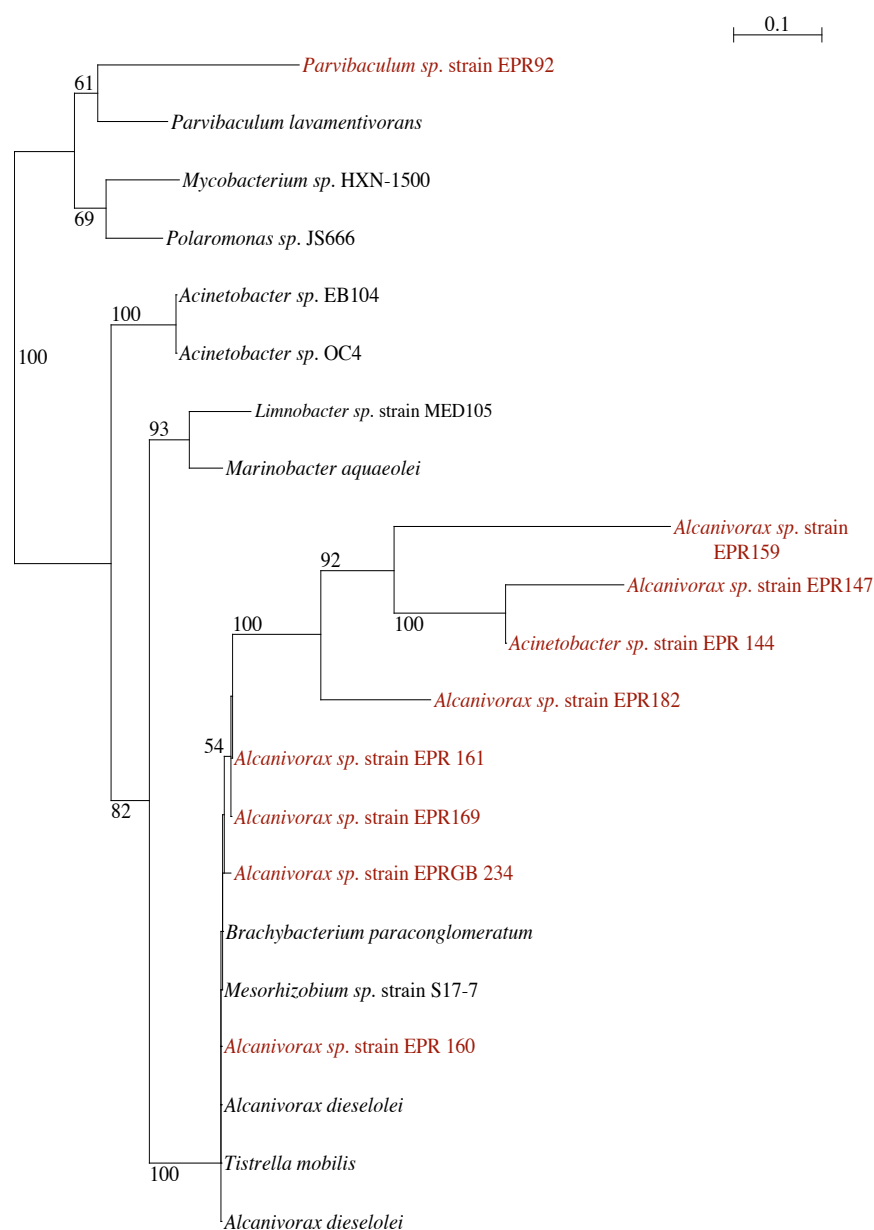 0.1
Parvibaculum sp. strain EPR92
61
Parvibaculum lavamentivorans
Mycobacterium sp. HXN-1500
69
Polaromonas sp. JS666
Acinetobacter sp. EB104
100
Acinetobacter sp. OC4
100
Limnobacter sp. strain MED105
93
Marinobacter aquaeolei
Alcanivorax sp. strain
EPR159
92
Alcanivorax sp. strain EPR147
100
Acinetobacter sp. strain EPR 144
100
Alcanivorax sp. strain EPR182
54
Alcanivorax sp. strain EPR 161
82
Alcanivorax sp. strain EPR169
Alcanivorax sp. strain EPRGB 234
Brachybacterium paraconglomeratum
Mesorhizobium sp. strain S17-7
Alcanivorax sp. strain EPR 160
Alcanivorax dieselolei
Tistrella mobilis
100
Alcanivorax dieselolei